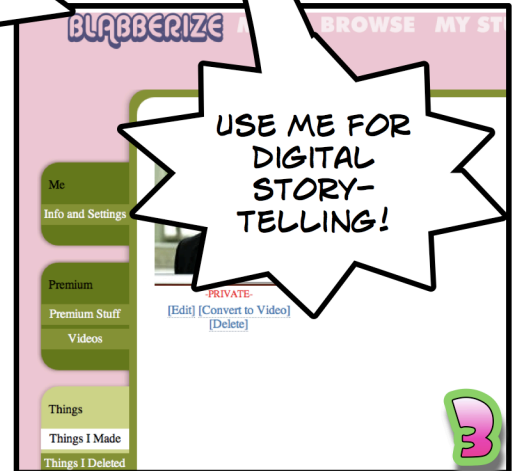 BLABBERIZE BROWSE MY ST
USE ME FOR
DIGITAL
STORY-
TELLING!
Me
Info and Settings
Premium
Premium Stuff
Videos
-PRIVATE-
[Edit] [Convert to Video]
[Delete]
Things
Things I Made
Things I Deleted
3